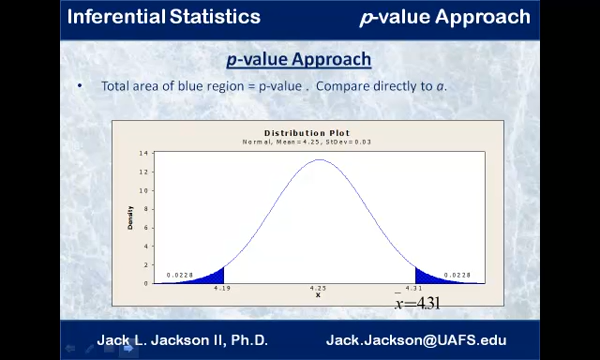 Inferential Statistics p-value Approach
p-value Approach
• Total area of blue region = p-value . Compare directly to α.
Distribution Plot
Normal, Mean=4.25, StDev=0.03
14
12
10
8
6
4
2
0
Density
0.0228 0.0228
4.19 4.25 4.31
X
x̄=4.31
Jack L. Jackson II, Ph.D. Jack.Jackson@UAFS.edu